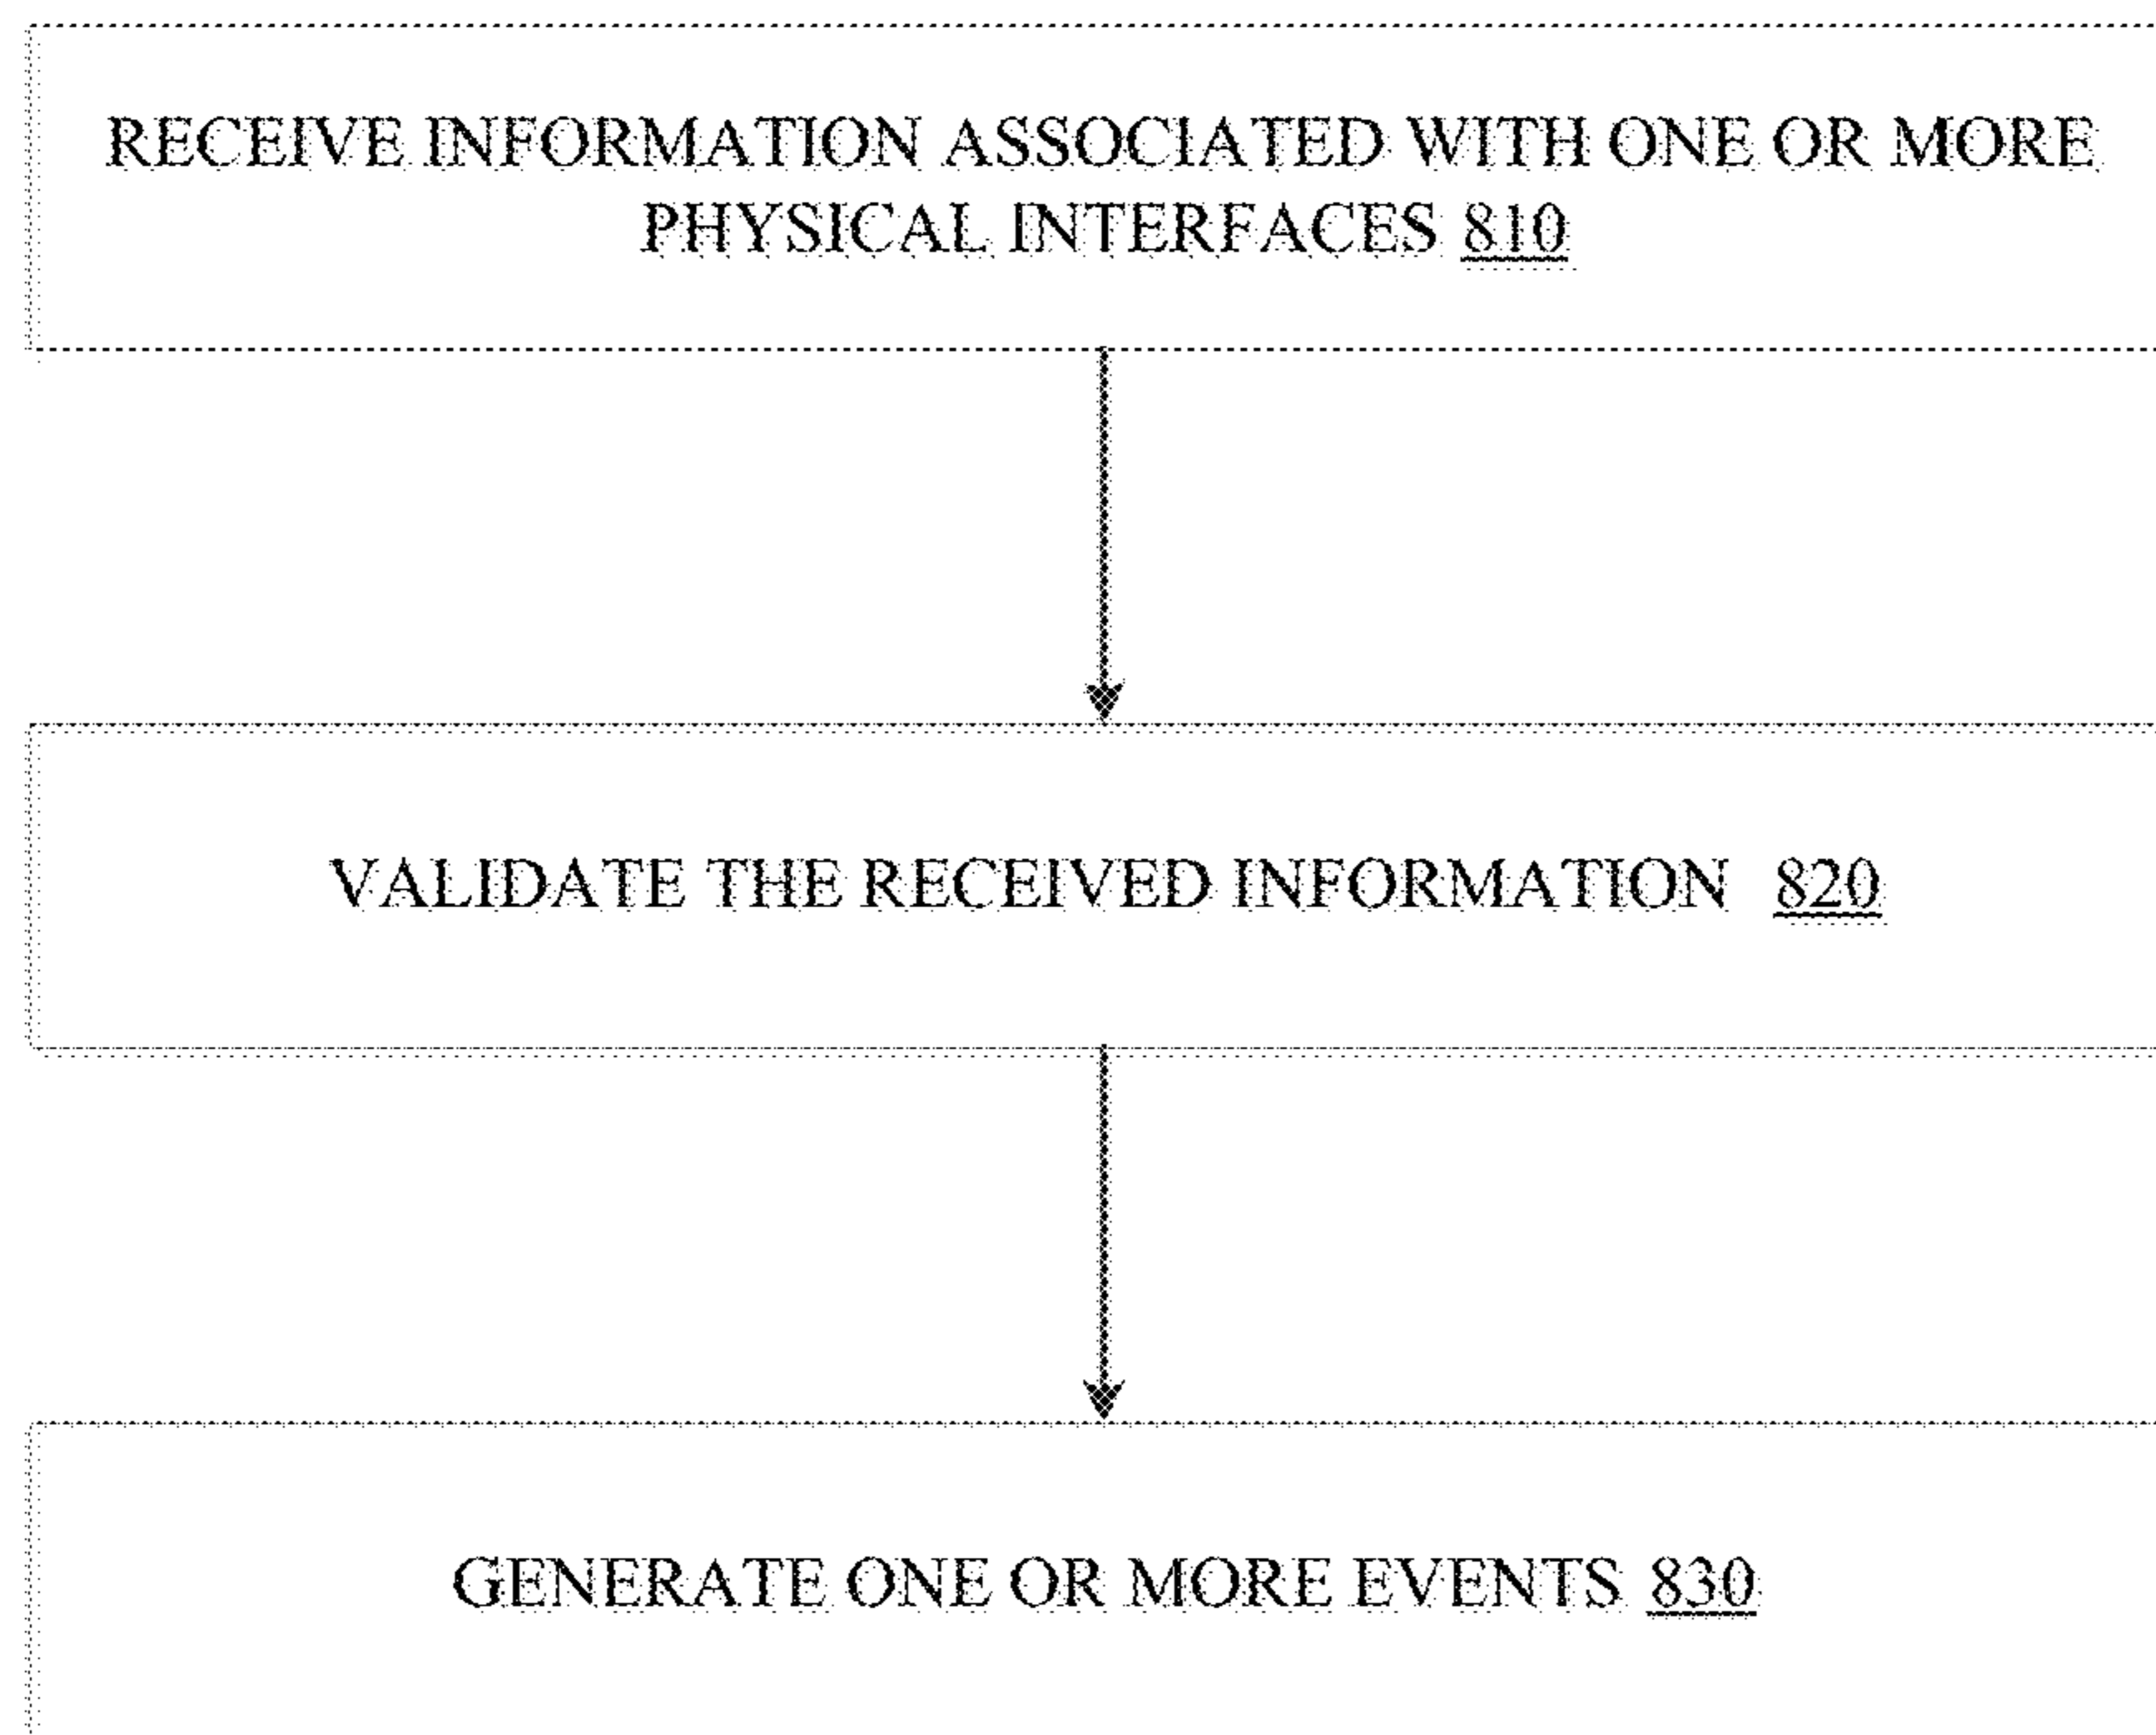 RECEIVE INFORMATION ASSOCIATED WITH ONE OR MORE
PHYSICAL INTERFACES 810
VALIDATE THE RECEIVED INFORMATION 820
GENERATE ONE OR MORE EVENTS 830